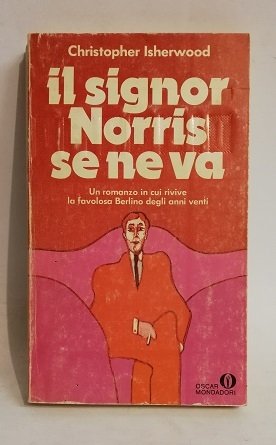 Christopher Isherwood
il signor
Norris
se ne va
Un romanzo in cui rivive
la favolosa Berlino degli anni venti
OSCAR
MONDADORI